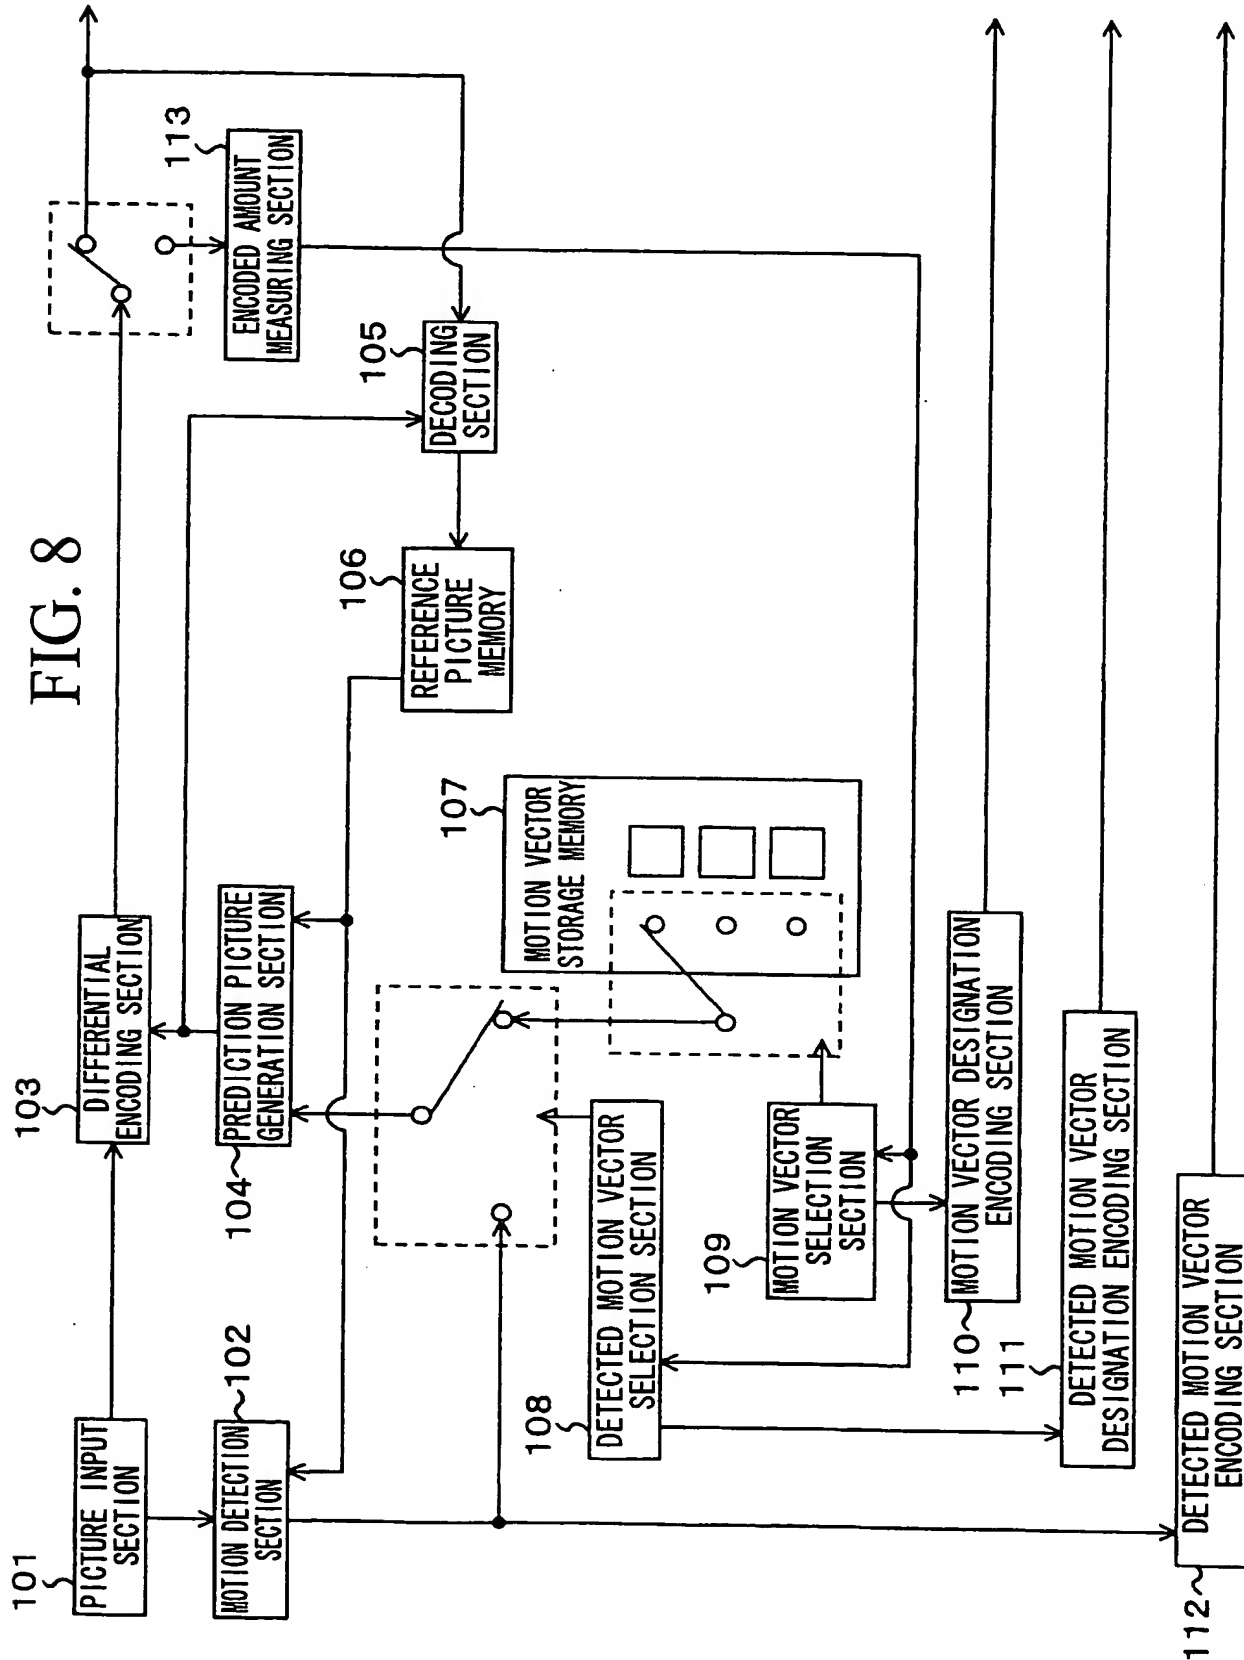 FIG. 8
101
PICTURE INPUT
SECTION
MOTION DETECTION
SECTION
102
103
DIFFERENTIAL
ENCODING SECTION
104
PREDICTION PICTURE
GENERATION SECTION
113
ENCODED AMOUNT
MEASURING SECTION
105
DECODING
SECTION
106
REFERENCE
PICTURE
MEMORY
107
MOTION VECTOR
STORAGE MEMORY
108
DETECTED MOTION VECTOR
SELECTION SECTION
109
MOTION VECTOR
SELECTION
SECTION
110
MOTION VECTOR DESIGNATION
ENCODING SECTION
111
DETECTED MOTION VECTOR
DESIGNATION ENCODING SECTION
112
DETECTED MOTION VECTOR
ENCODING SECTION